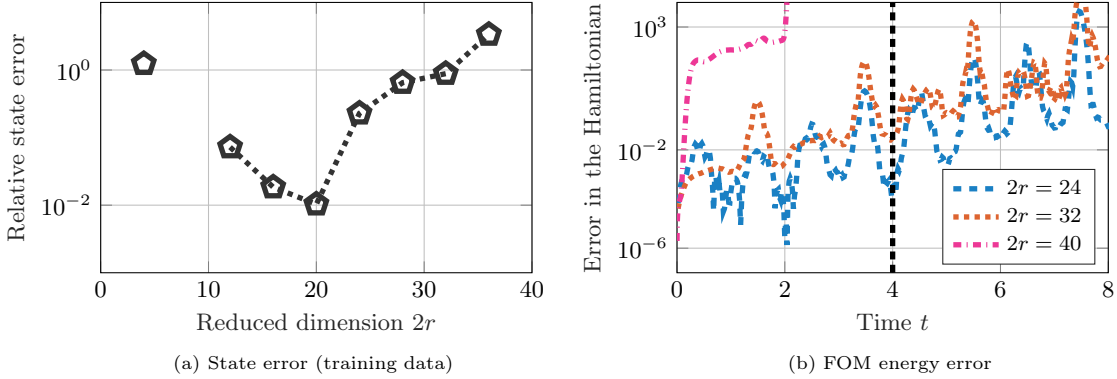 Relative state error
10^0
10^-2
0 10 20 30 40
Reduced dimension 2r
(a) State error (training data)
Error in the Hamiltonian
10^3
10^-2
10^-6
2r = 24
2r = 32
2r = 40
0 2 4 6 8
Time t
(b) FOM energy error